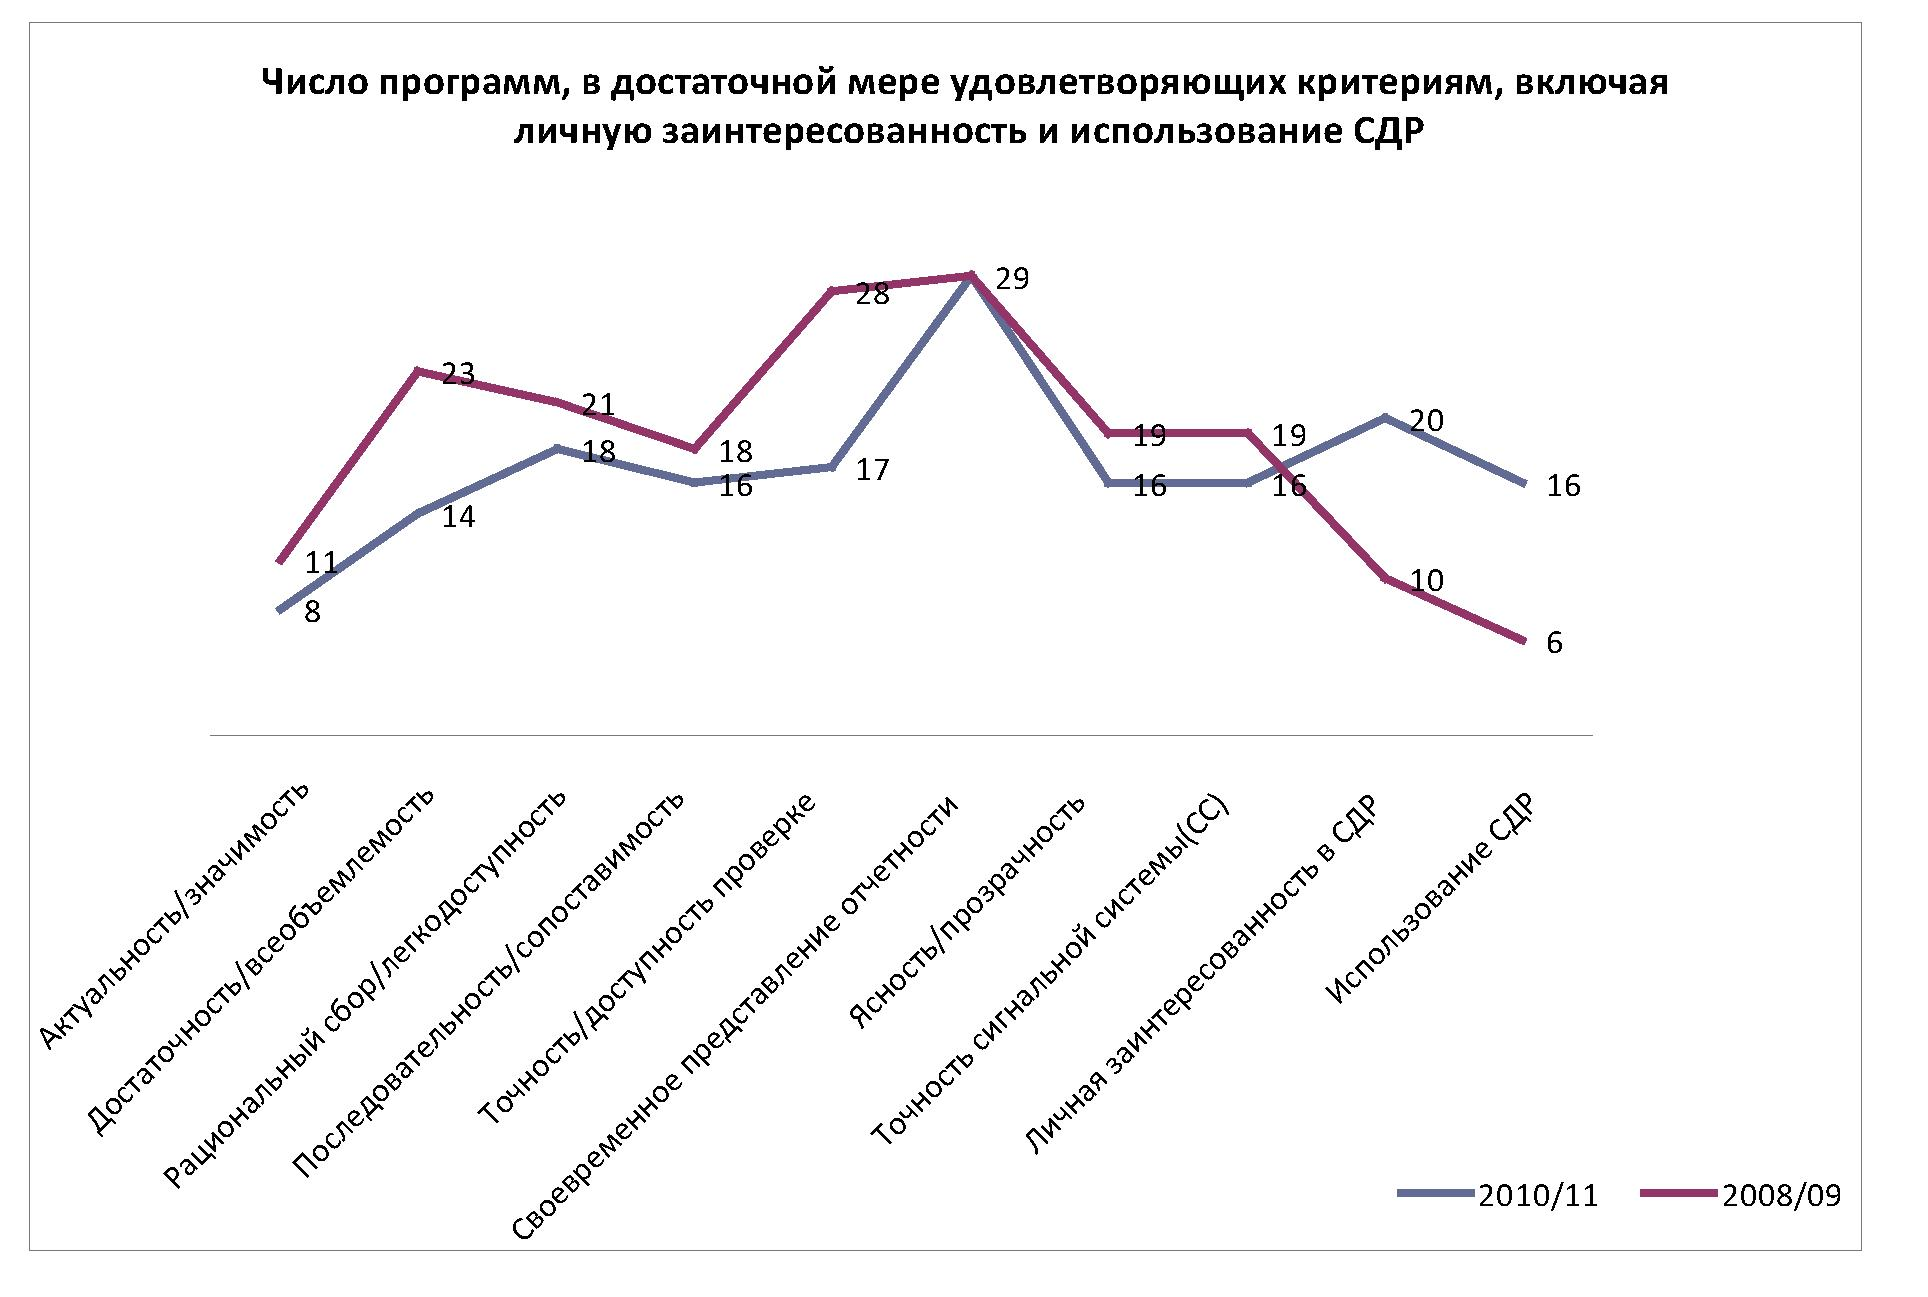 Число программ, в достаточной мере удовлетворяющих критериям, включая
личную заинтересованность и использование СДР
29
28
23
21
20
19
19
18
18
17
16
16
16
16
14
11
10
8
6
Актуальность/значимость
Достаточность/всеобъемлемость
Рациональный сбор/легкодоступность
Последовательность/сопоставимость
Точность/доступность проверке
Своевременное представление отчетности
Ясность/прозрачность
Точность сигнальной системы(СС)
Личная заинтересованность в СДР
Использование СДР
2010/11
2008/09